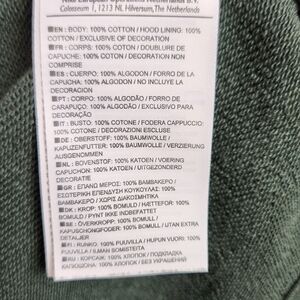 Nike European Operations Netherlands B.V.
Colosseum 1, 1213 NL Hilversum, The Netherlands
EN : BODY: 100% COTTON / HOOD LINING: 100%
COTTON / EXCLUSIVE OF DECORATION
FR : CORPS: 100% COTON / DOUBLURE DE
CAPUCHE: 100% COTON / DECORATION NON
COMPRISE
ES : CUERPO: 100% ALGODON / FORRO DE LA
CAPUCHA: 100% ALGODON / NO INCLUYE LA
DECORACION
PT : CORPO: 100% ALGODÃO / FORRO DO
CAPUZ: 100% ALGODÃO / EXCLUSIVO PARA
DECORAÇÃO
IT : BUSTO: 100% COTONE / FODERA CAPPUCCIO:
100% COTONE / DECORAZIONI ESCLUSE
DE : OBERSTOFF: 100% BAUMWOLLE /
KAPUZENFUTTER: 100% BAUMWOLLE / VERZIERUNG
AUSGENOMMEN
NL : BOVENKANT: 100% KATOEN / VOERING
CAPUCHON: 100% KATOEN / UITGEZONDERD
DECORATIE
GR : ΕΠΑΝΩ ΜΕΡΟΣ: 100% ΒΑΜΒΑΚΕΡΟ /
ΕΣΩΤΕΡΙΚΗ ΕΠΕΝΔΥΣΗ ΚΟΥΚΟΥΛΑΣ: 100%
ΒΑΜΒΑΚΕΡΟ / ΧΩΡΙΣ ΔΙΑΚΟΣΜΗΤΙΚΑ
DK : KROP: 100% BOMULD / HÆTTEFOR: 100%
BOMULD / PYNT IKKE INDBEFATTET
SE : ÖVERKROPP: 100% BOMULL /
KAPUSCHONGFODER: 100% BOMULL / UTAN EXTRA
DETALJER
FI : RUNKO: PUUVILLA / HUPUN VUORI: 100%
PUUVILLA / ILMAN SOMISTEITA
RU : КОРСАЖ: 100% ХЛОПОК / ПОДКЛАДКА
КАПЮШОНА: 100% ХЛОПОК / БЕЗ УКРАШЕНИЙ